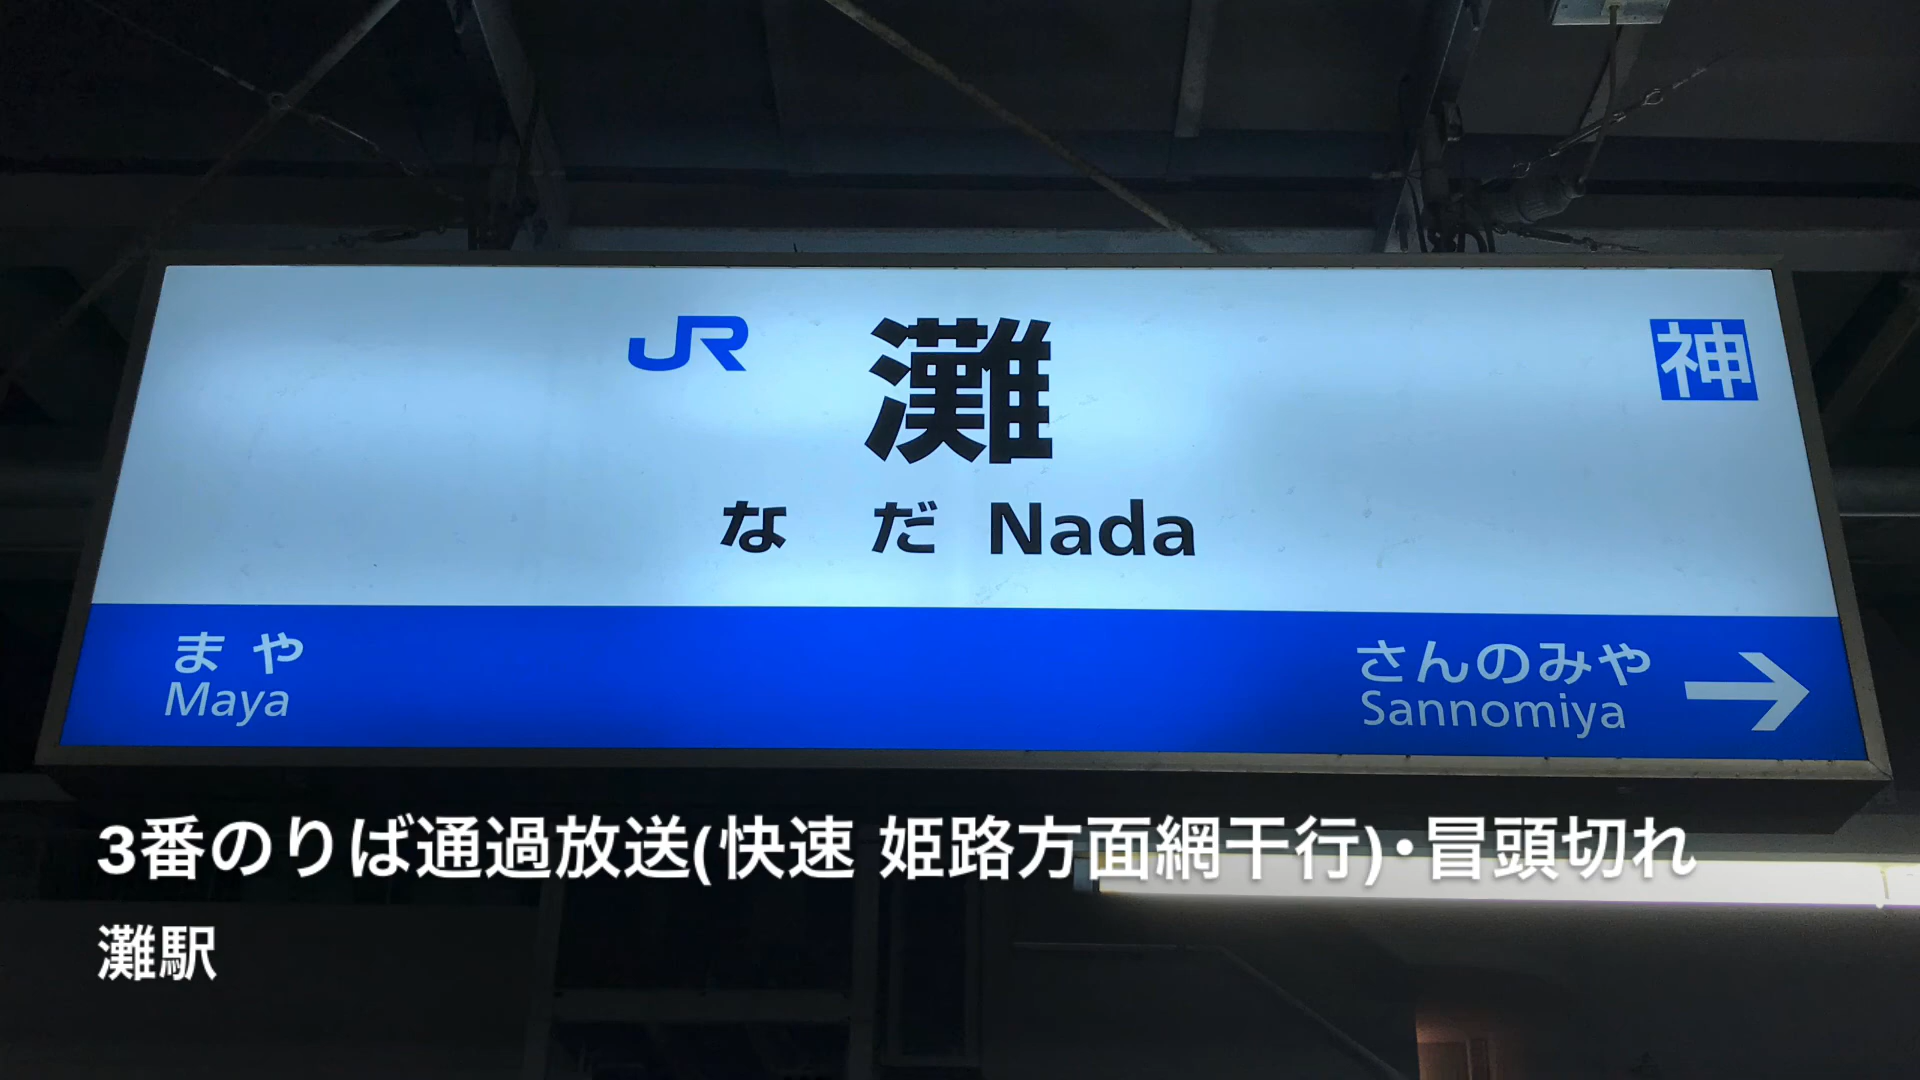 JR 灘 神
なだ Nada
まや さんのみや →
Maya Sannomiya
3番のりば通過放送(快速 姫路方面網干行)・冒頭切れ
灘駅